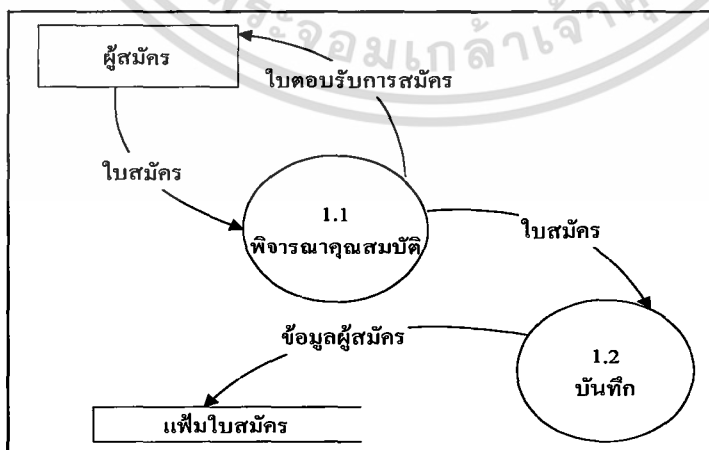 ผู้สมัคร
ใบตอบรับการสมัคร
ใบสมัคร
1.1
พิจารณาคุณสมบัติ
ใบสมัคร
ข้อมูลผู้สมัคร
1.2
บันทึก
แฟ้มใบสมัคร